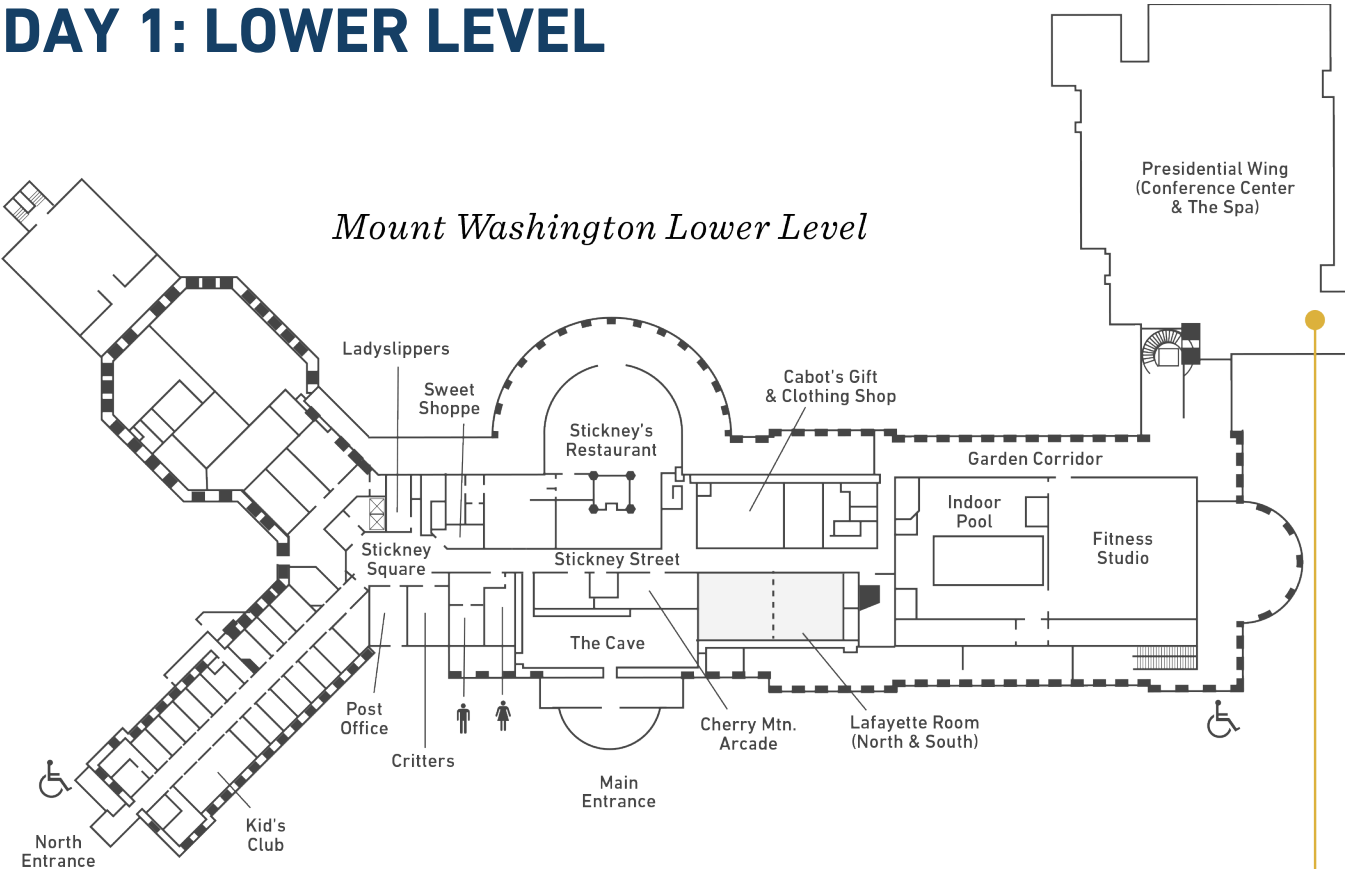 DAY 1: LOWER LEVEL
Presidential Wing
(Conference Center
& The Spa)
Mount Washington Lower Level
Ladyslippers
Sweet
Shoppe
Cabot's Gift
& Clothing Shop
Stickney's
Restaurant
Garden Corridor
Indoor
Pool
Fitness
Studio
Stickney
Square
Stickney Street
The Cave
Post
Office
Critters
Cherry Mtn.
Arcade
Lafayette Room
(North & South)
Main
Entrance
Kid's
Club
North
Entrance